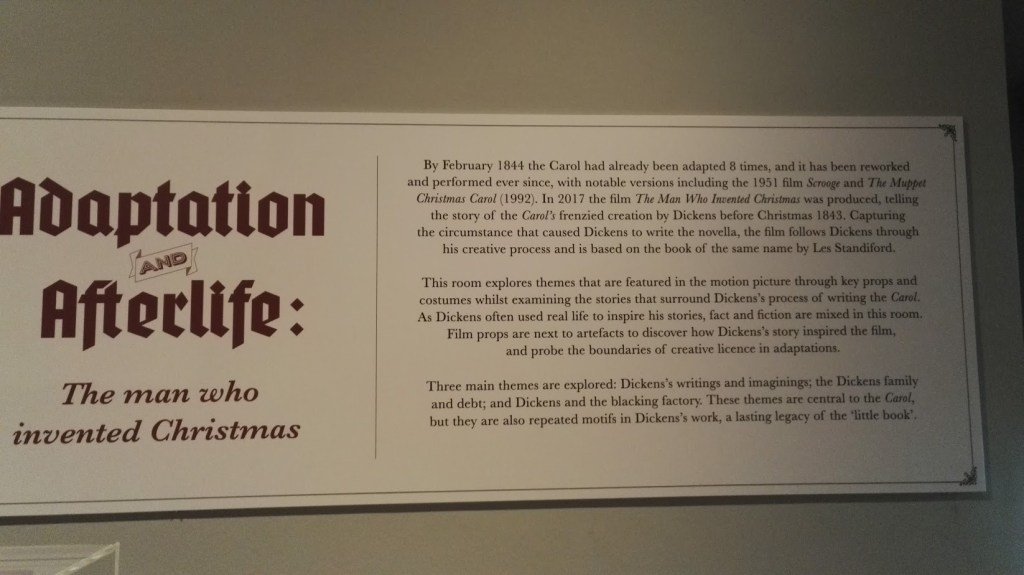 Adaptation
AND
Afterlife:
The man who
invented Christmas
By February 1844 the Carol had already been adapted 8 times, and it has been reworked
and performed ever since, with notable versions including the 1951 film Scrooge and The Muppet
Christmas Carol (1992). In 2017 the film The Man Who Invented Christmas was produced, telling
the story of the Carol's frenzied creation by Dickens before Christmas 1843. Capturing
the circumstance that caused Dickens to write the novella, the film follows Dickens through
his creative process and is based on the book of the same name by Les Standiford.
This room explores themes that are featured in the motion picture through key props and
costumes whilst examining the stories that surround Dickens's process of writing the Carol.
As Dickens often used real life to inspire his stories, fact and fiction are mixed in this room.
Film props are next to artefacts to discover how Dickens's story inspired the film,
and probe the boundaries of creative licence in adaptations.
Three main themes are explored: Dickens's writings and imaginings; the Dickens family
and debt; and Dickens and the blacking factory. These themes are central to the Carol,
but they are also repeated motifs in Dickens's work, a lasting legacy of the 'little book'.